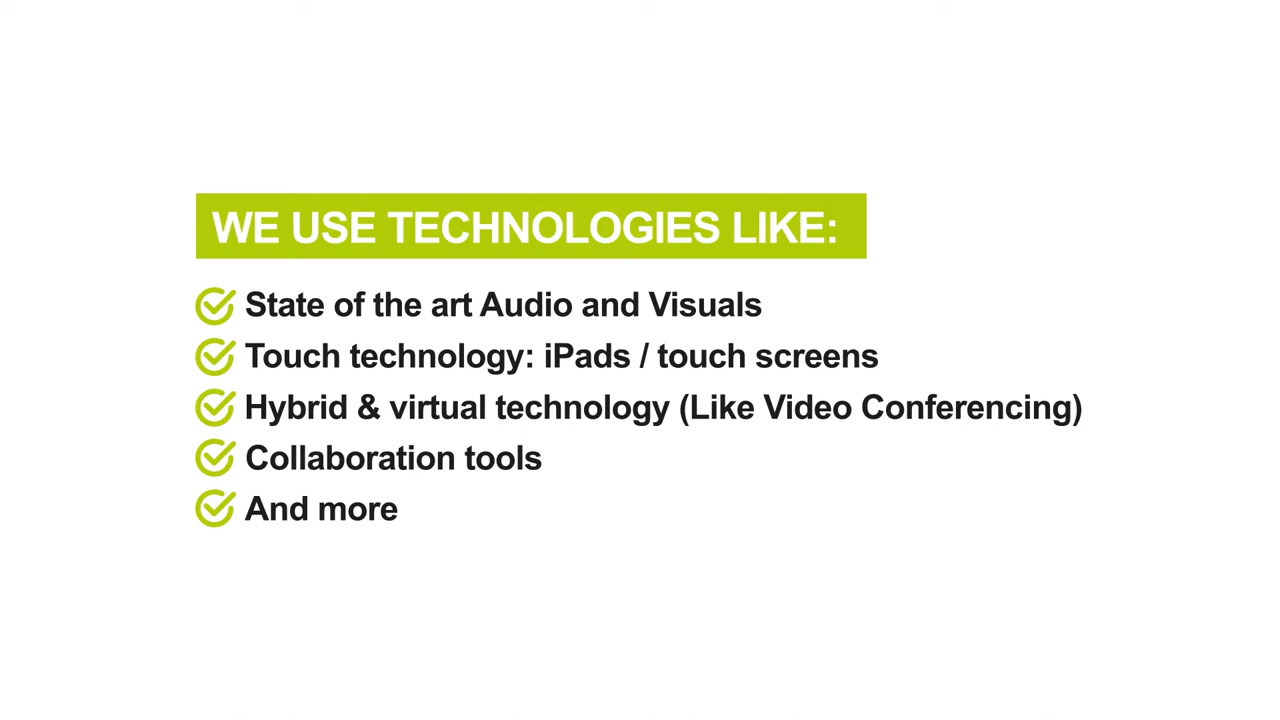 WE USE TECHNOLOGIES LIKE:
State of the art Audio and Visuals
Touch technology: iPads / touch screens
Hybrid & virtual technology (Like Video Conferencing)
Collaboration tools
And more